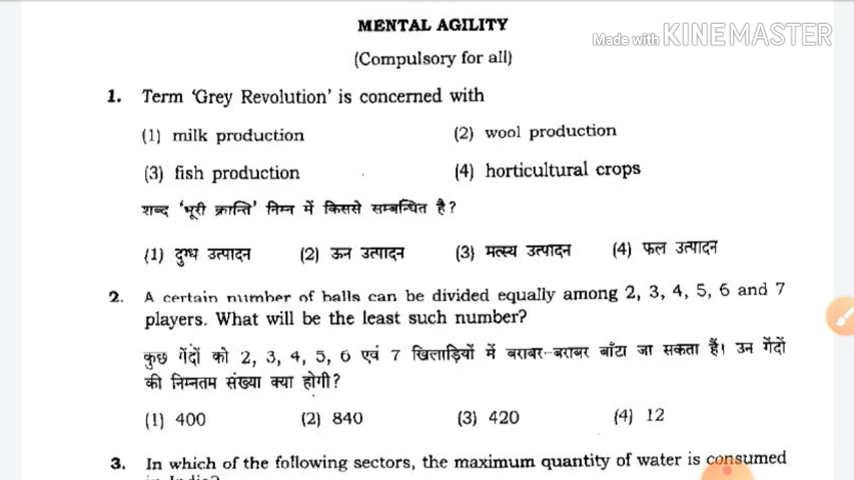 MENTAL AGILITY
Made with KINEMASTER
(Compulsory for all)
1. Term 'Grey Revolution' is concerned with
(1) milk production (2) wool production
(3) fish production (4) horticultural crops
शब्द 'भूरी क्रान्ति' निम्न में किससे सम्बन्धित है?
(1) दुग्ध उत्पादन (2) ऊन उत्पादन (3) मत्स्य उत्पादन (4) फल उत्पादन
2. A certain number of balls can be divided equally among 2, 3, 4, 5, 6 and 7
players. What will be the least such number?
कुछ गेंदों को 2, 3, 4, 5, 6 एवं 7 खिलाड़ियों में बराबर-बराबर बाँटा जा सकता हैं। उन गेंदों
की निम्नतम संख्या क्या होगी?
(1) 400 (2) 840 (3) 420 (4) 12
3. In which of the following sectors, the maximum quantity of water is consumed
in India?